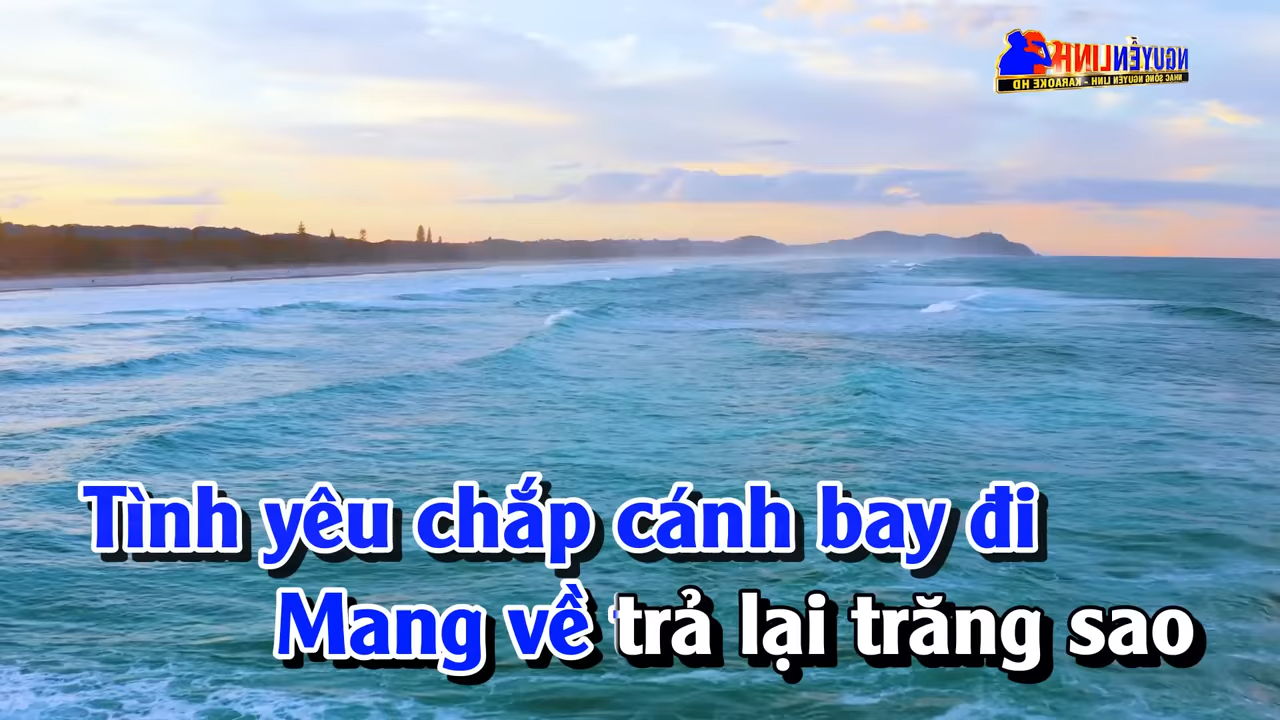 NGUYỄN LINH
NHẠC SỐNG NGUYỄN LINH - KARAOKE HD
Tình yêu chắp cánh bay đi
Mang về trả lại trăng sao